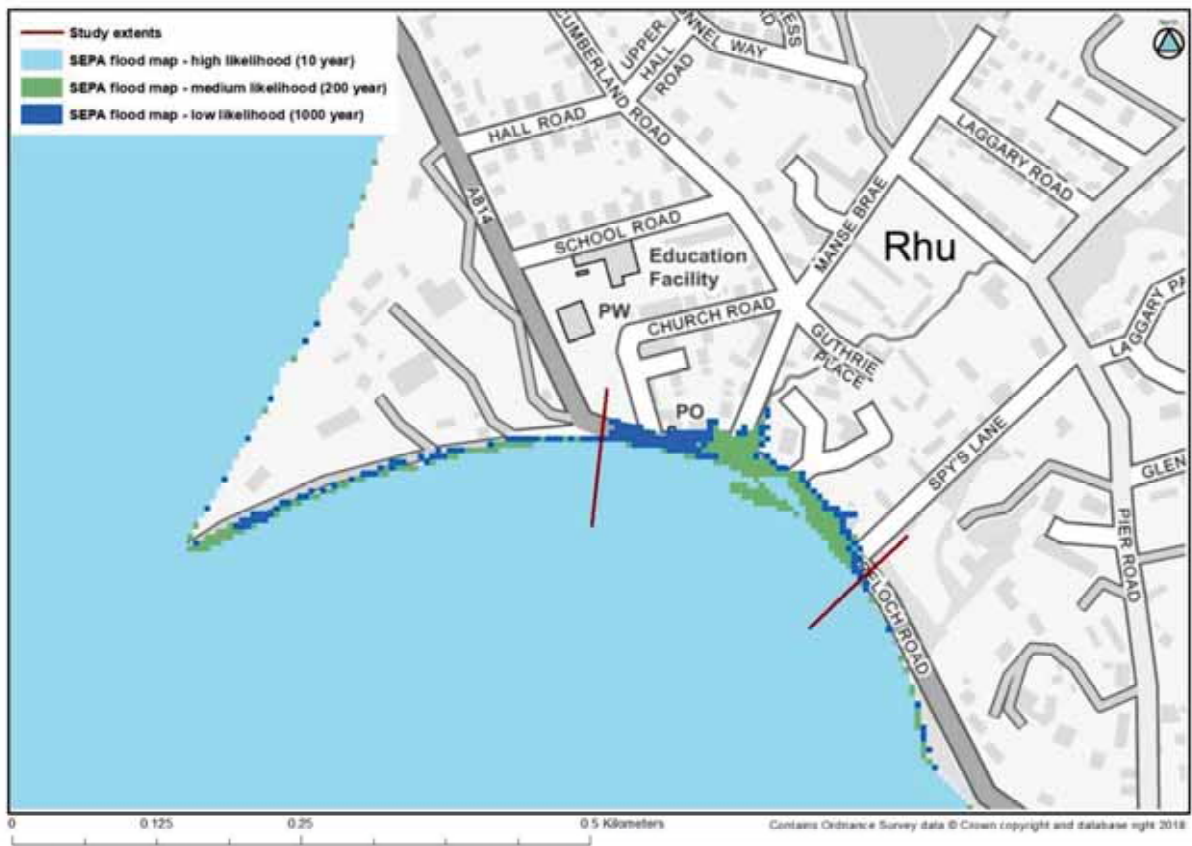 Study extents
SEPA flood map - high likelihood (10 year)
SEPA flood map - medium likelihood (200 year)
SEPA flood map - low likelihood (1000 year)
CUMBERLAND ROAD
UPPER
HALL
ROAD
NNEL WAY
ESS
HALL ROAD
A814
SCHOOL ROAD
Education
Facility
PW
CHURCH ROAD
MANSE BRAE
LAGGARY ROAD
Rhu
GUTHRIE
PLACE
LAGGARY PA
PO
SPY'S LANE
GLEN
PIER ROAD
ELOCH ROAD
0
0.125
0.25
0.5 Kilometers
Contains Ordnance Survey data © Crown copyright and database right 2018